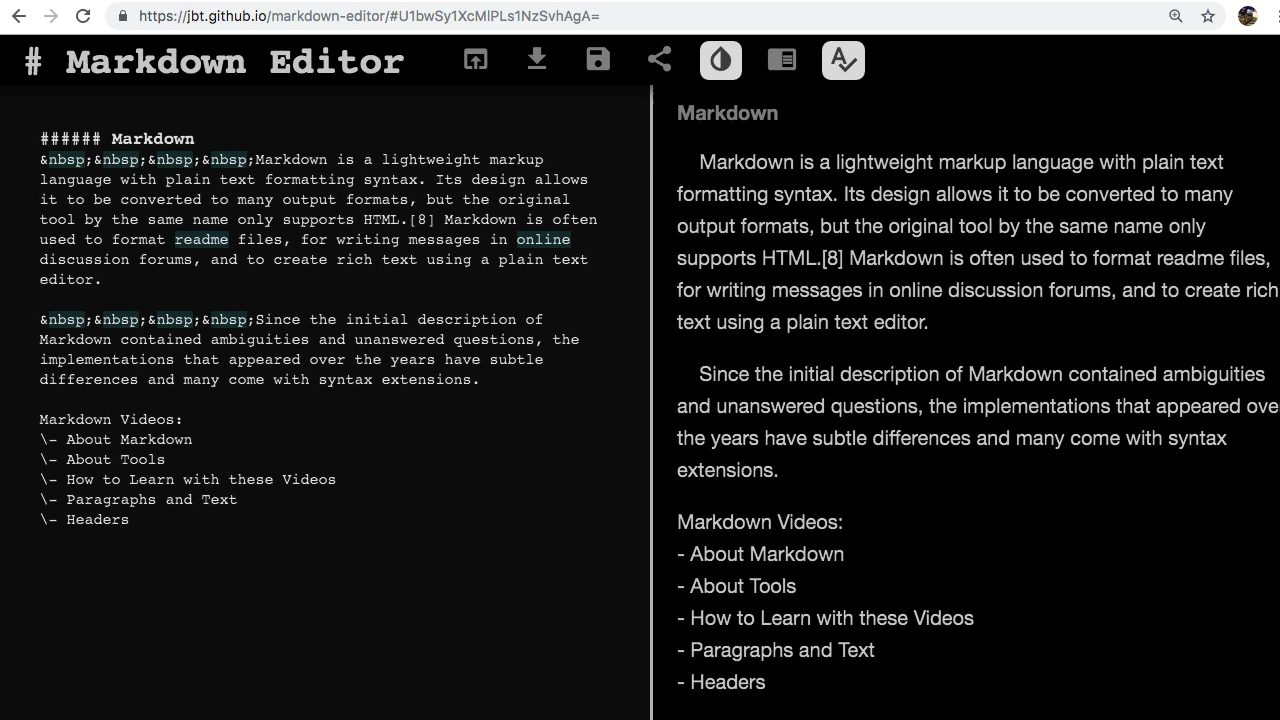 https://jbt.github.io/markdown-editor/#U1bwSy1XcMlPLs1NzSvhAgA=
# Markdown Editor
###### Markdown
&nbsp;&nbsp;&nbsp;&nbsp;Markdown is a lightweight markup
language with plain text formatting syntax. Its design allows
it to be converted to many output formats, but the original
tool by the same name only supports HTML.[8] Markdown is often
used to format readme files, for writing messages in online
discussion forums, and to create rich text using a plain text
editor.
&nbsp;&nbsp;&nbsp;&nbsp;Since the initial description of
Markdown contained ambiguities and unanswered questions, the
implementations that appeared over the years have subtle
differences and many come with syntax extensions.
Markdown Videos:
\- About Markdown
\- About Tools
\- How to Learn with these Videos
\- Paragraphs and Text
\- Headers
Markdown
Markdown is a lightweight markup language with plain text
formatting syntax. Its design allows it to be converted to many
output formats, but the original tool by the same name only
supports HTML.[8] Markdown is often used to format readme files,
for writing messages in online discussion forums, and to create rich
text using a plain text editor.
Since the initial description of Markdown contained ambiguities
and unanswered questions, the implementations that appeared ove
the years have subtle differences and many come with syntax
extensions.
Markdown Videos:
- About Markdown
- About Tools
- How to Learn with these Videos
- Paragraphs and Text
- Headers